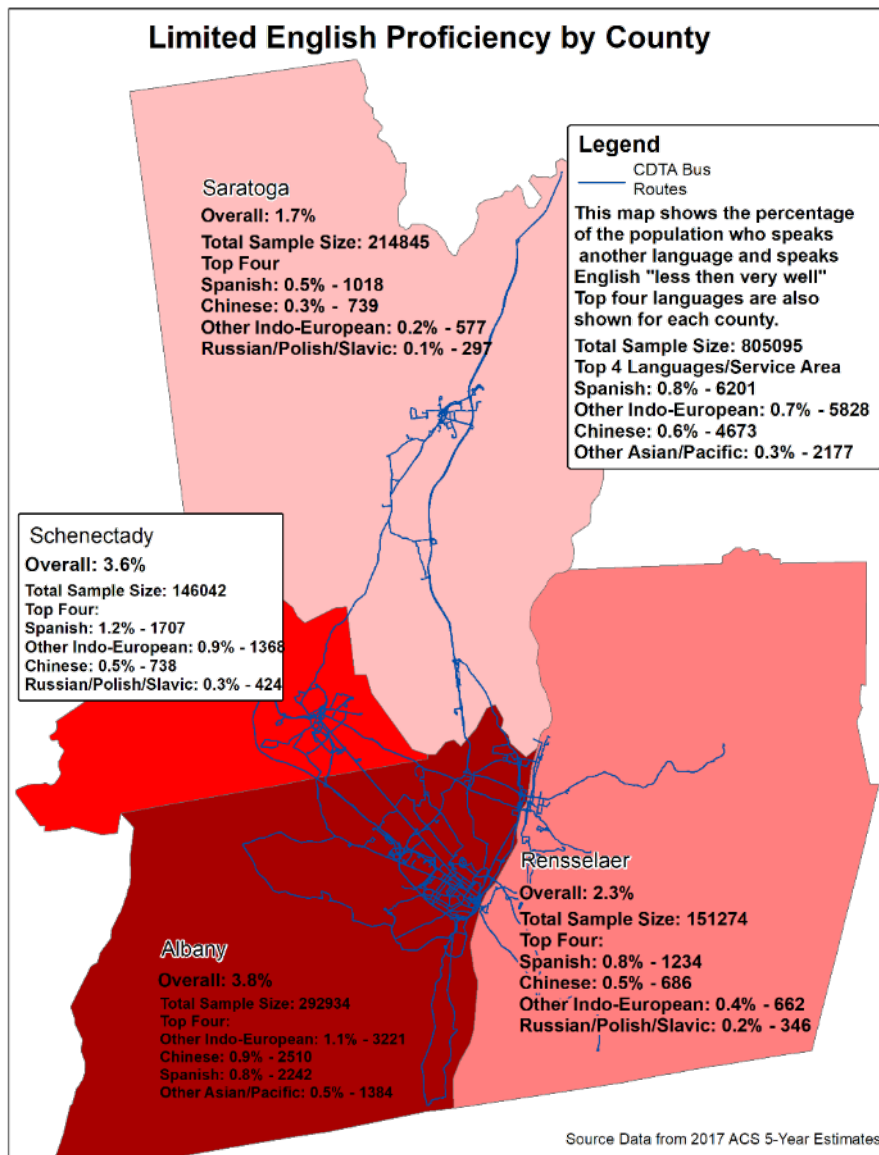 Limited English Proficiency by County
Legend
CDTA Bus
Routes
This map shows the percentage
of the population who speaks
another language and speaks
English "less then very well"
Top four languages are also
shown for each county.
Total Sample Size: 805095
Top 4 Languages/Service Area
Spanish: 0.8% - 6201
Other Indo-European: 0.7% - 5828
Chinese: 0.6% - 4673
Other Asian/Pacific: 0.3% - 2177
Saratoga
Overall: 1.7%
Total Sample Size: 214845
Top Four
Spanish: 0.5% - 1018
Chinese: 0.3% - 739
Other Indo-European: 0.2% - 577
Russian/Polish/Slavic: 0.1% - 297
Schenectady
Overall: 3.6%
Total Sample Size: 146042
Top Four:
Spanish: 1.2% - 1707
Other Indo-European: 0.9% - 1368
Chinese: 0.5% - 738
Russian/Polish/Slavic: 0.3% - 424
Rensselaer
Overall: 2.3%
Total Sample Size: 151274
Top Four:
Spanish: 0.8% - 1234
Chinese: 0.5% - 686
Other Indo-European: 0.4% - 662
Russian/Polish/Slavic: 0.2% - 346
Albany
Overall: 3.8%
Total Sample Size: 292934
Top Four:
Other Indo-European: 1.1% - 3221
Chinese: 0.9% - 2510
Spanish: 0.8% - 2242
Other Asian/Pacific: 0.5% - 1384
Source Data from 2017 ACS 5-Year Estimates